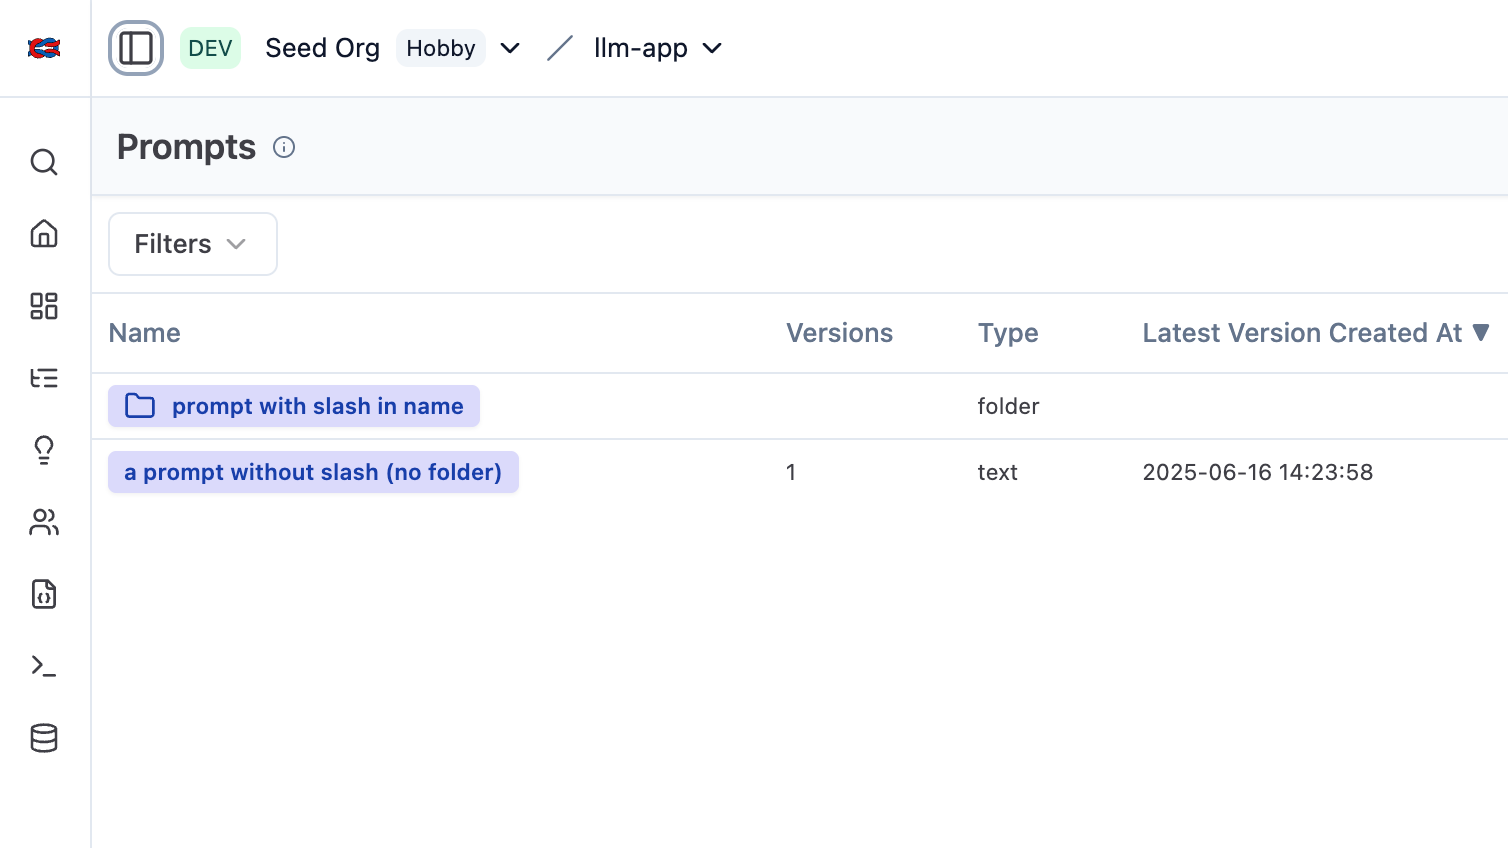 DEV Seed Org Hobby llm-app
Prompts
Filters
Name Versions Type Latest Version Created At ▼
prompt with slash in name folder
a prompt without slash (no folder) 1 text 2025-06-16 14:23:58